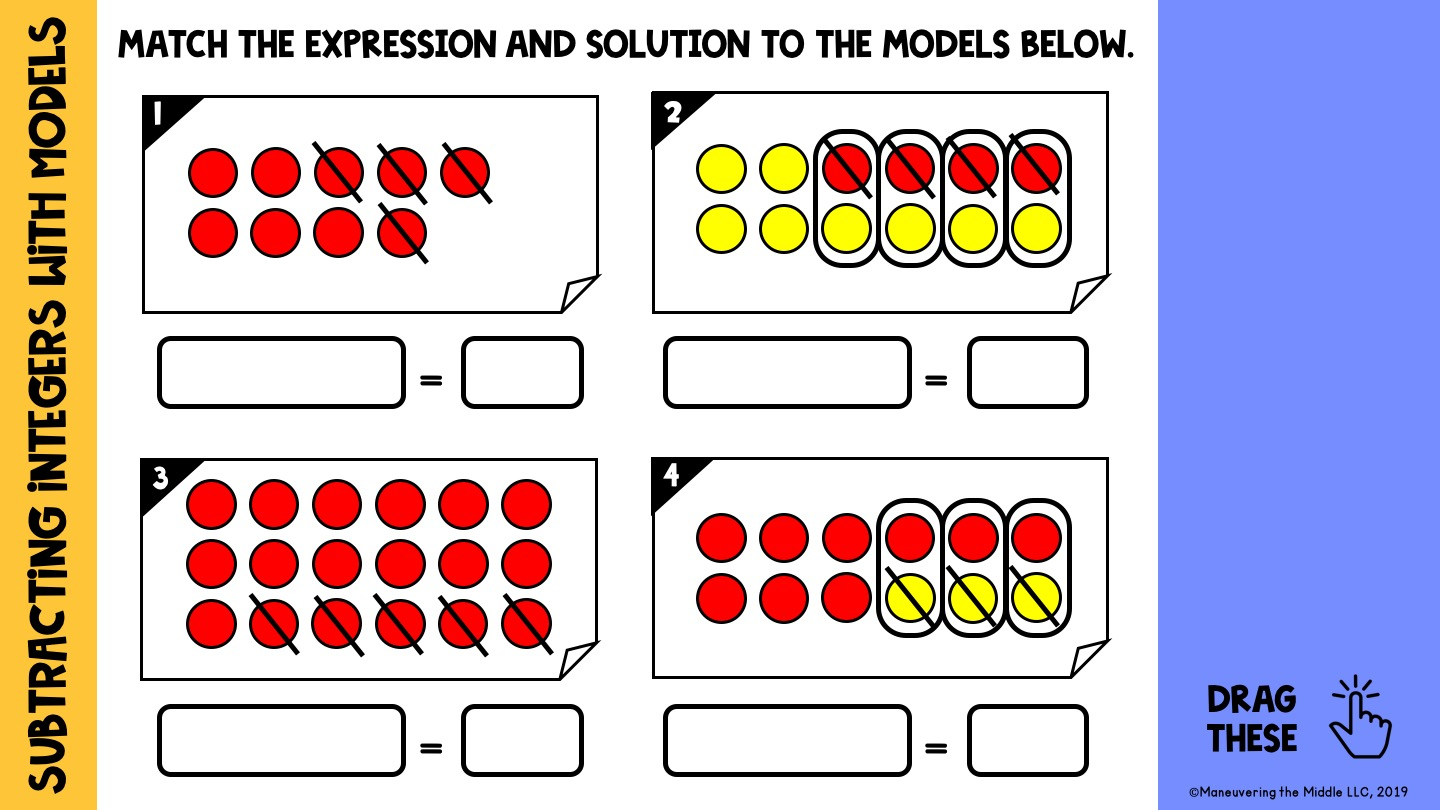 SUBTRACTING INTEGERS WITH MODELS
MATCH THE EXPRESSION AND SOLUTION TO THE MODELS BELOW.
1
2
=
=
3
4
=
=
DRAG
THESE
©Maneuvering the Middle LLC, 2019